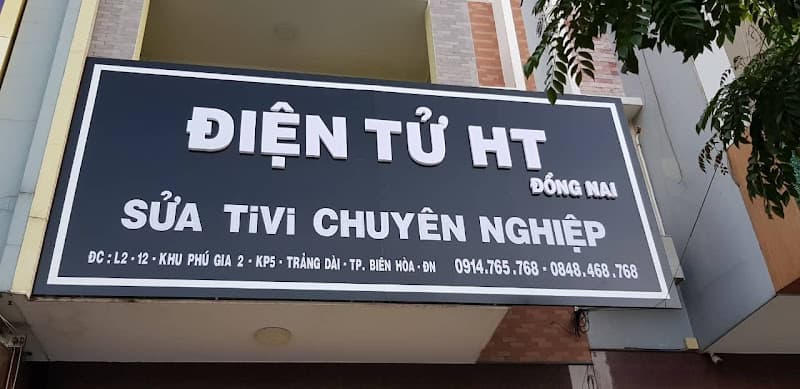 ĐIỆN TỬ HT
ĐỒNG NAI
SỬA TiVi CHUYÊN NGHIỆP
ĐC : L2 - 12 - KHU PHÚ GIA 2 - KP5 - TRẢNG DÀI - TP. BIÊN HÒA - ĐN 0914.765.768 - 0848.468.768